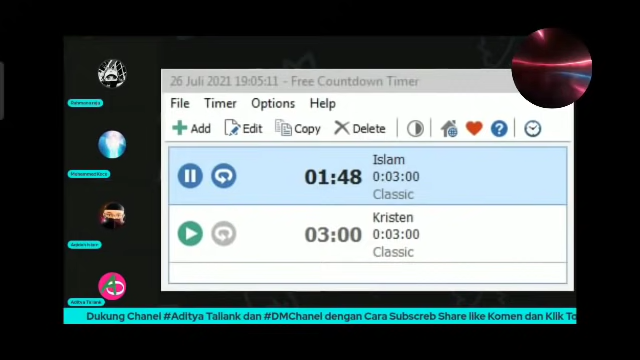 26 Juli 2021 19:05:11 - Free Countdown Timer
File Timer Options Help
Add Edit Copy Delete
01:48
Islam
0:03:00
Classic
03:00
Kristen
0:03:00
Classic
Aditya Taliank
Dukung Chanel #Aditya Taliank dan #DMChanel dengan Cara Subscreb Share like Komen dan Klik To